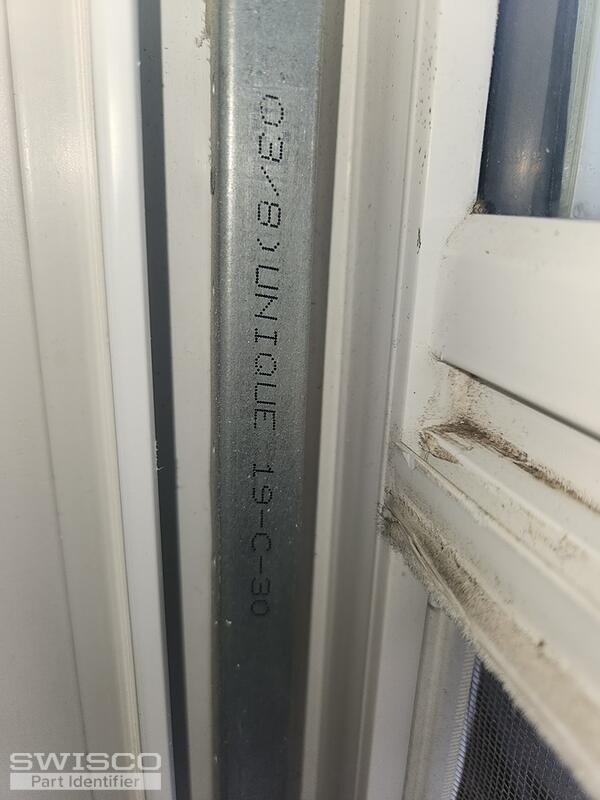 03/8)UNIQUE 19-C-30
SWISCO
Part Identifier